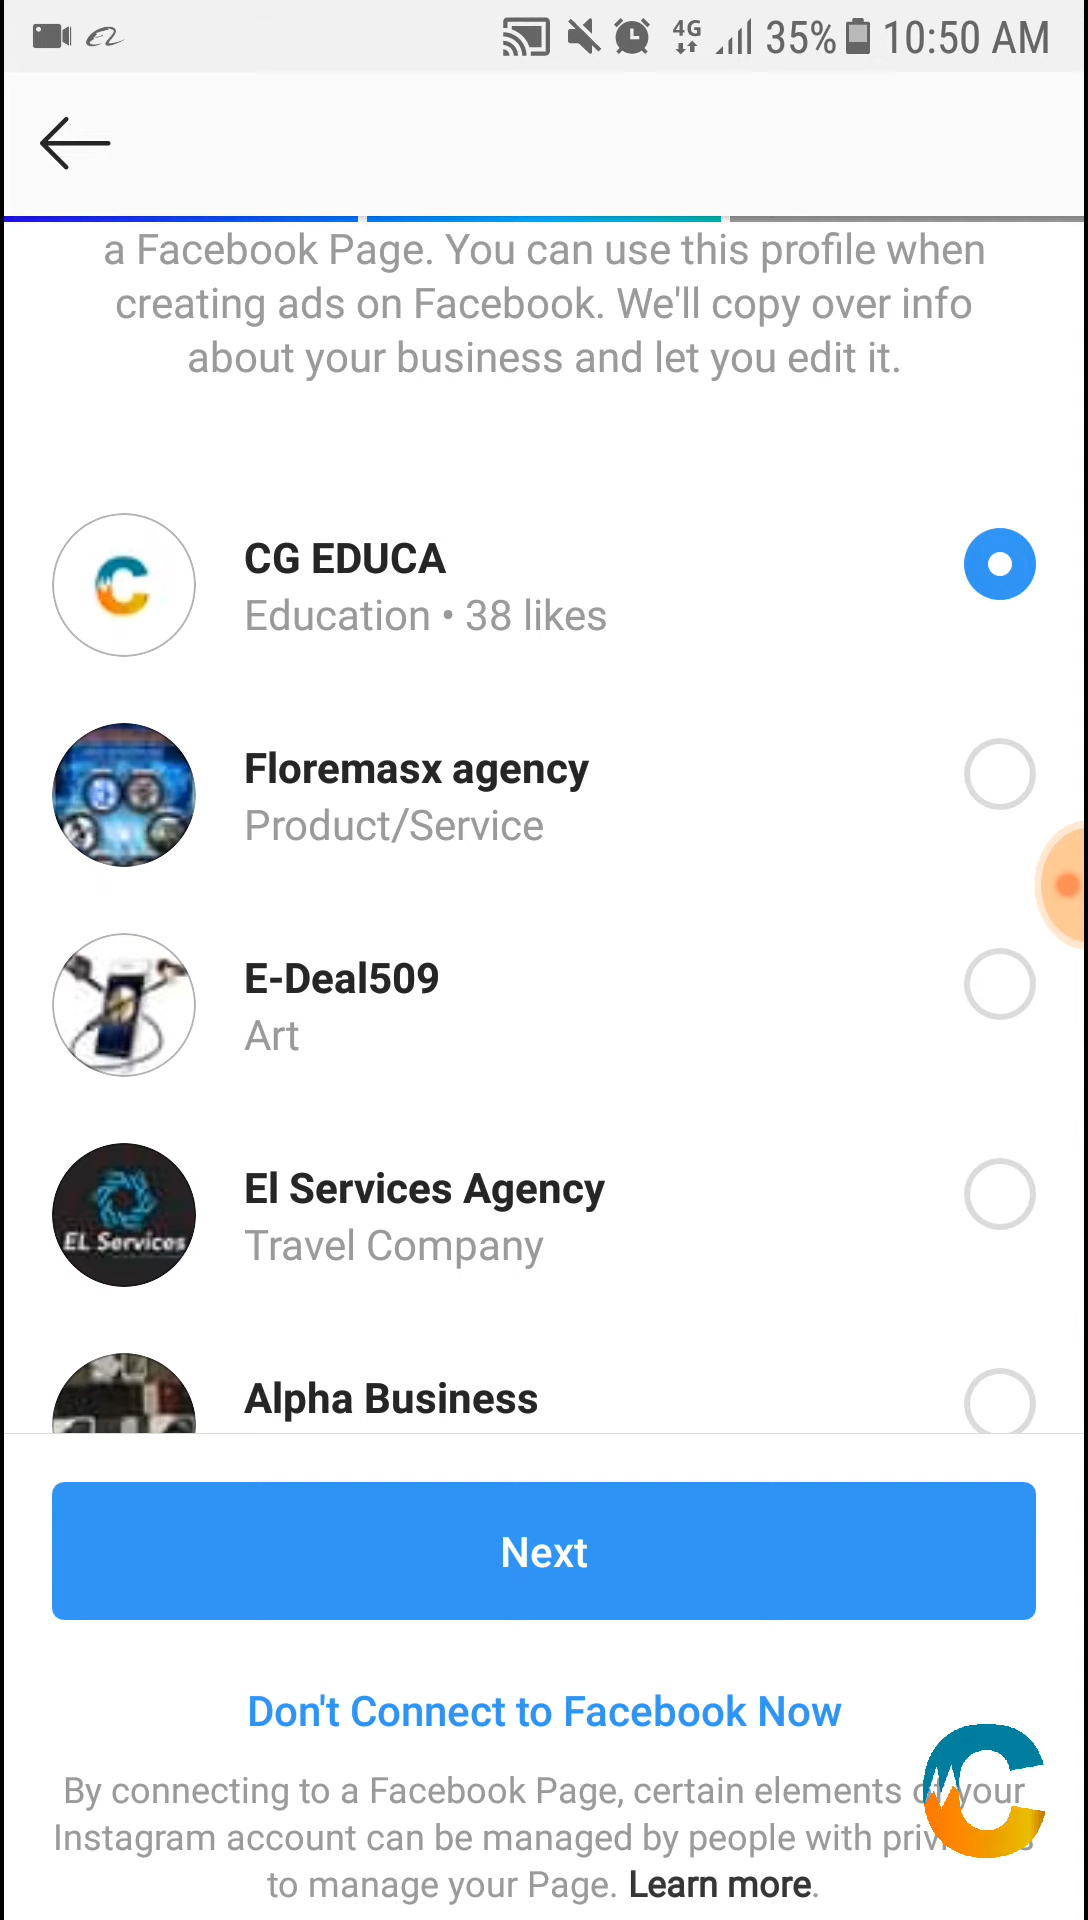 4G 35% 10:50 AM
a Facebook Page. You can use this profile when
creating ads on Facebook. We'll copy over info
about your business and let you edit it.
CG EDUCA
Education • 38 likes
Floremasx agency
Product/Service
E-Deal509
Art
EL Services
El Services Agency
Travel Company
Alpha Business
Next
Don't Connect to Facebook Now
By connecting to a Facebook Page, certain elements of your
Instagram account can be managed by people with
to manage your Page. Learn more.